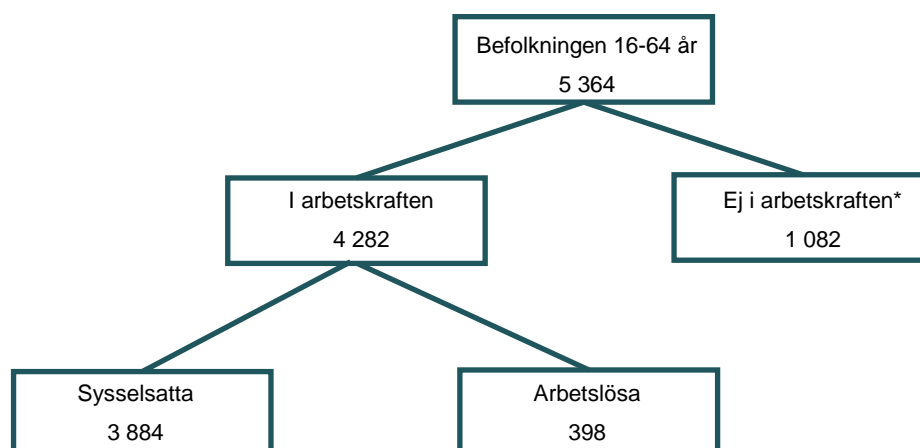 Befolkningen 16-64 år
5 364
I arbetskraften
4 282
Ej i arbetskraften*
1 082
Sysselsatta
3 884
Arbetslösa
398